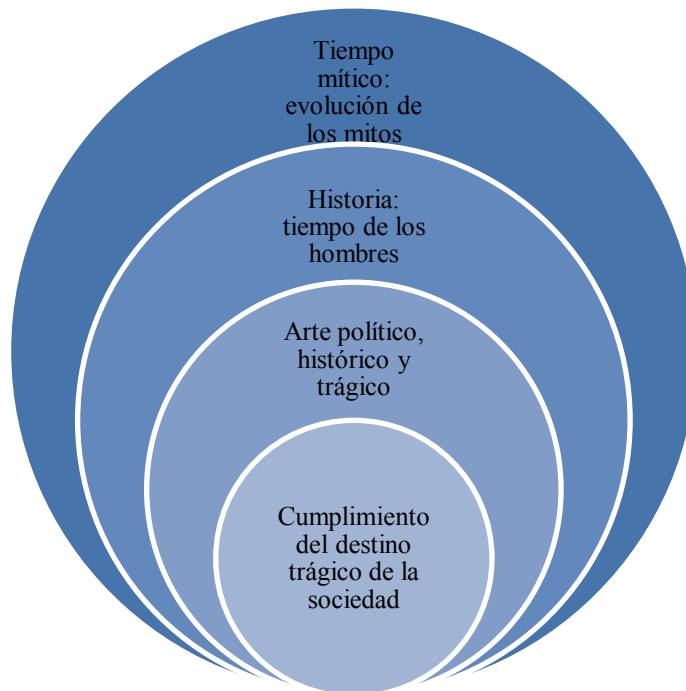 Tiempo
mítico:
evolución de
los mitos
Historia:
tiempo de los
hombres
Arte político,
histórico y
trágico
Cumplimiento
del destino
trágico de la
sociedad